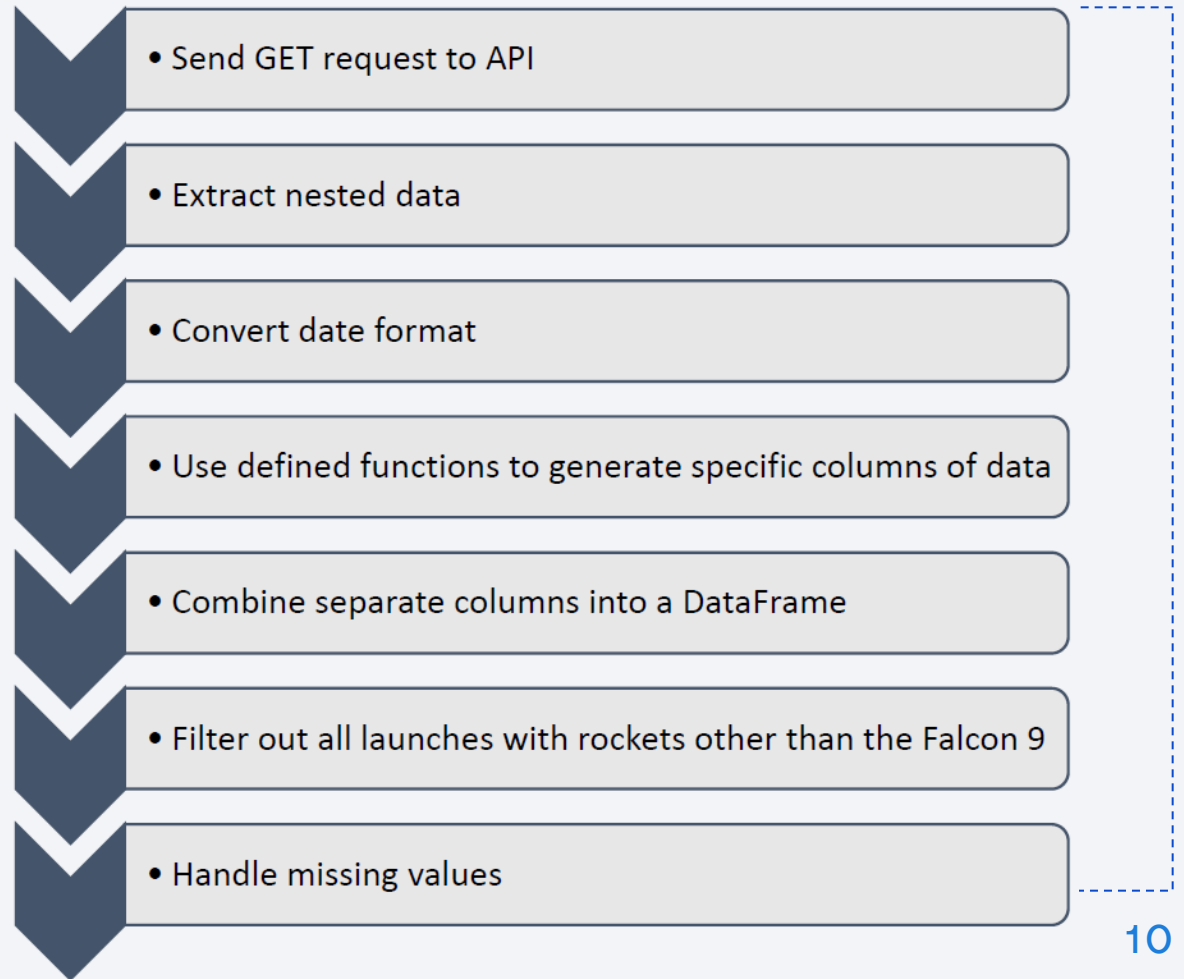 • Send GET request to API
• Extract nested data
• Convert date format
• Use defined functions to generate specific columns of data
• Combine separate columns into a DataFrame
• Filter out all launches with rockets other than the Falcon 9
• Handle missing values
10